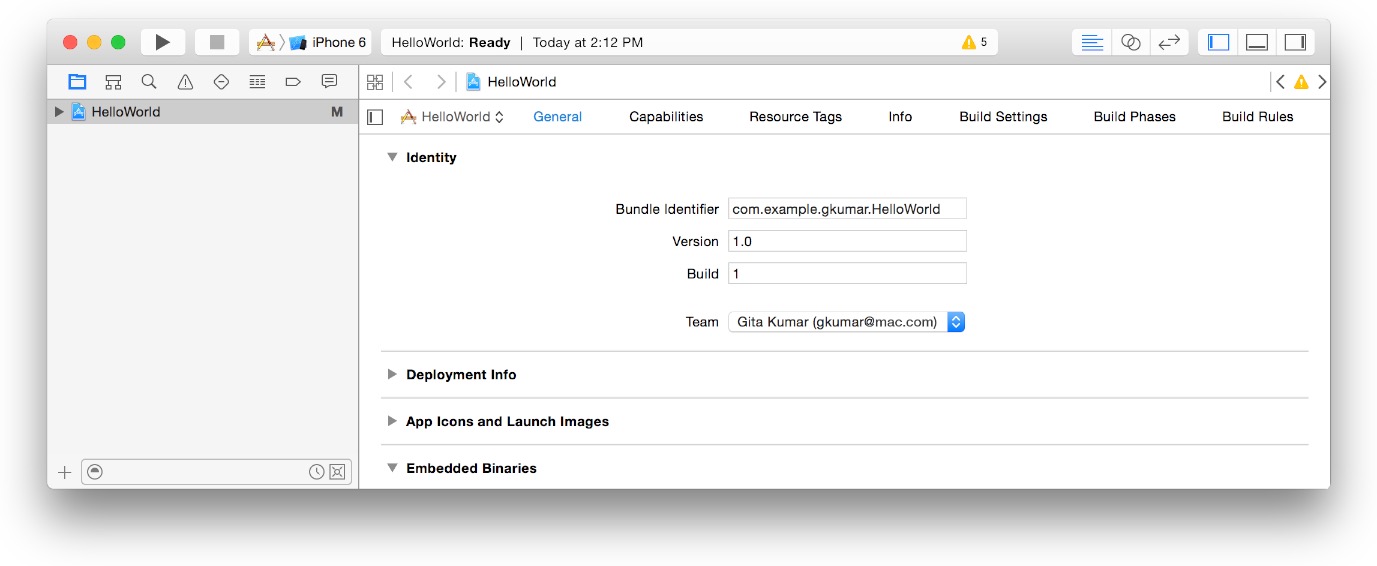 iPhone 6 HelloWorld: Ready | Today at 2:12 PM 5
HelloWorld
HelloWorld M
HelloWorld General Capabilities Resource Tags Info Build Settings Build Phases Build Rules
Identity
Bundle Identifier com.example.gkumar.HelloWorld
Version 1.0
Build 1
Team Gita Kumar (gkumar@mac.com)
Deployment Info
App Icons and Launch Images
Embedded Binaries